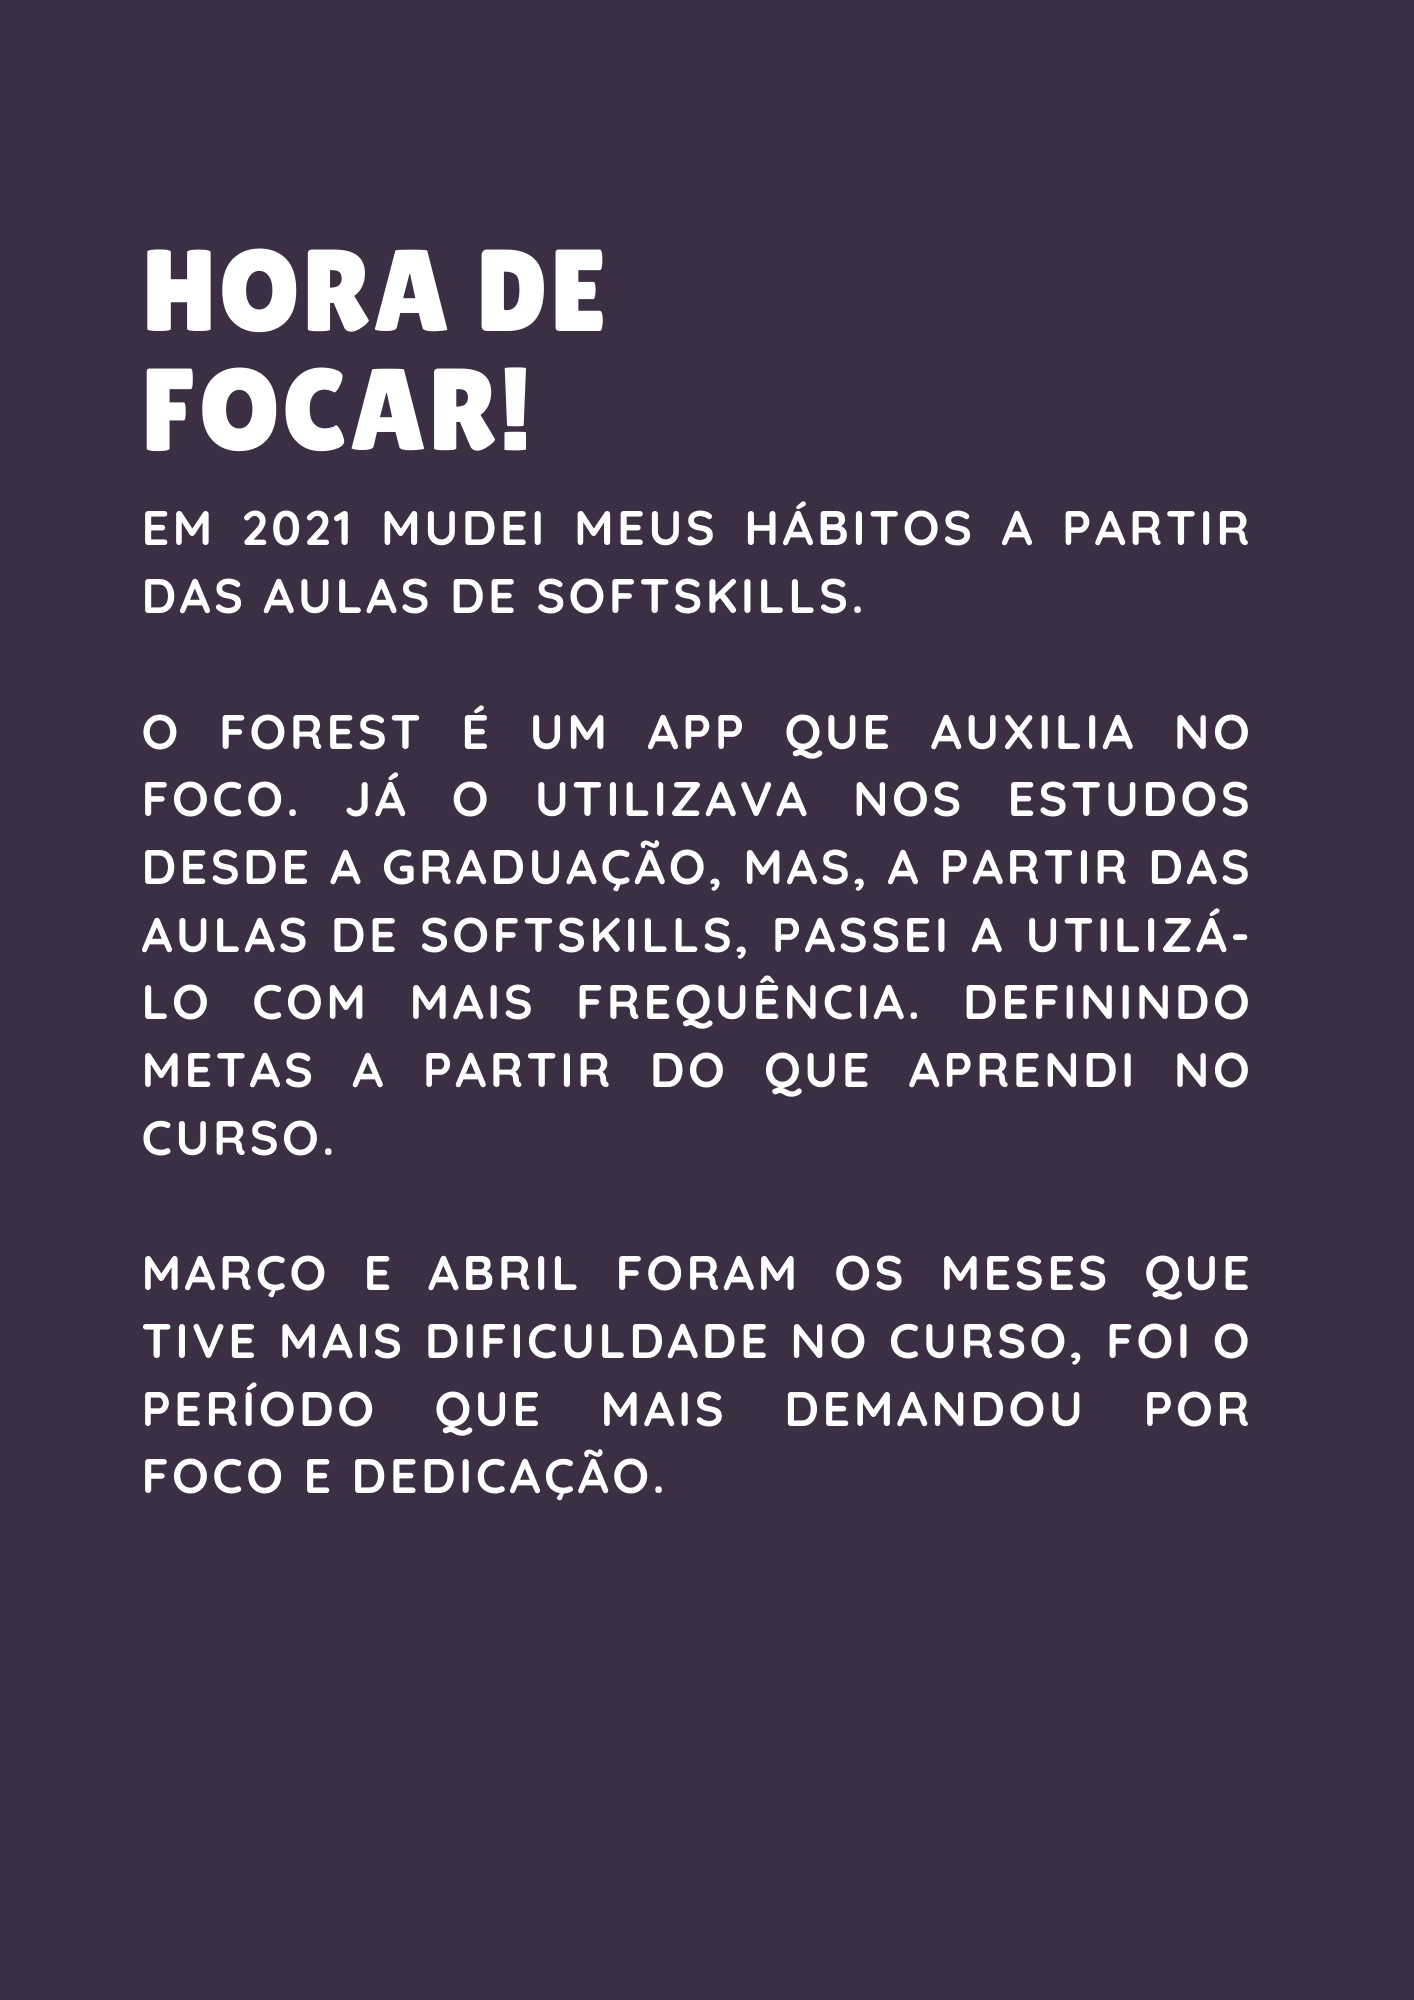 HORA DE
FOCAR!
EM 2021 MUDEI MEUS HÁBITOS A PARTIR
DAS AULAS DE SOFTSKILLS.
O FOREST É UM APP QUE AUXILIA NO
FOCO. JÁ O UTILIZAVA NOS ESTUDOS
DESDE A GRADUAÇÃO, MAS, A PARTIR DAS
AULAS DE SOFTSKILLS, PASSEI A UTILIZÁ-
LO COM MAIS FREQUÊNCIA. DEFININDO
METAS A PARTIR DO QUE APRENDI NO
CURSO.
MARÇO E ABRIL FORAM OS MESES QUE
TIVE MAIS DIFICULDADE NO CURSO, FOI O
PERÍODO QUE MAIS DEMANDOU POR
FOCO E DEDICAÇÃO.